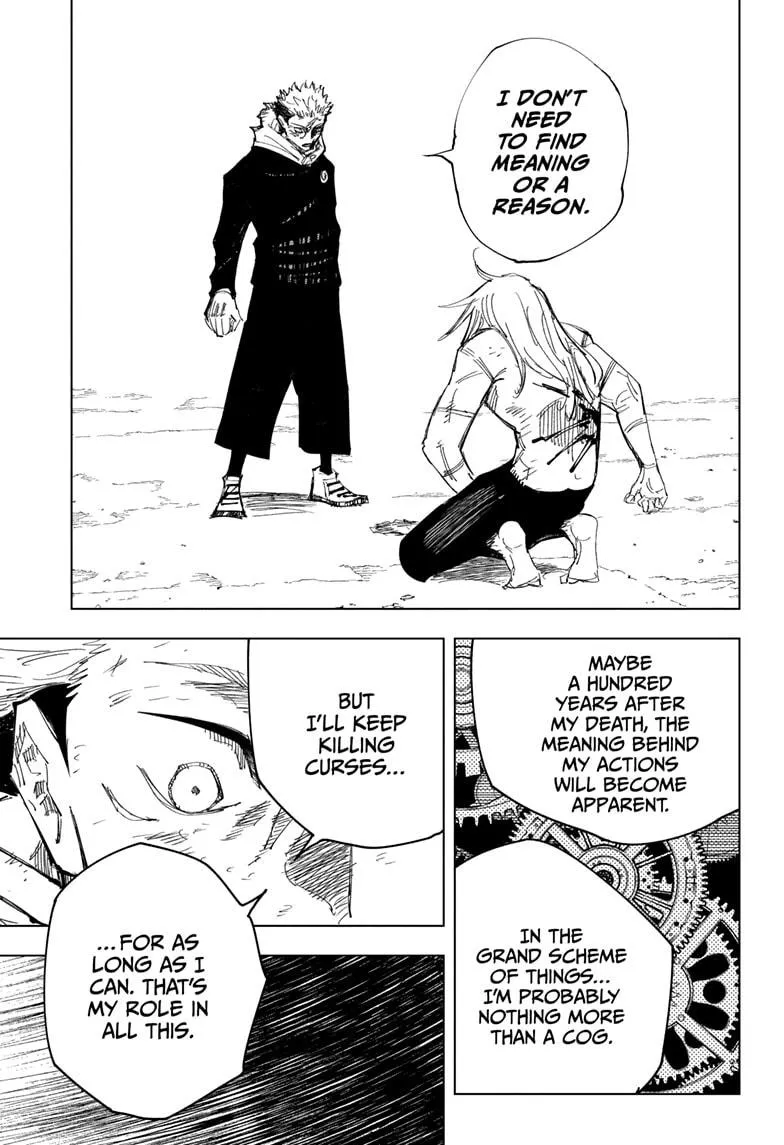 I DON'T
NEED
TO FIND
MEANING
OR A
REASON.
MAYBE
A HUNDRED
YEARS AFTER
MY DEATH, THE
MEANING BEHIND
MY ACTIONS
WILL BECOME
APPARENT.
IN THE
GRAND SCHEME
OF THINGS...
I'M PROBABLY
NOTHING MORE
THAN A COG.
BUT
I'LL KEEP
KILLING
CURSES...
...FOR AS
LONG AS I
CAN. THAT'S
MY ROLE IN
ALL THIS.